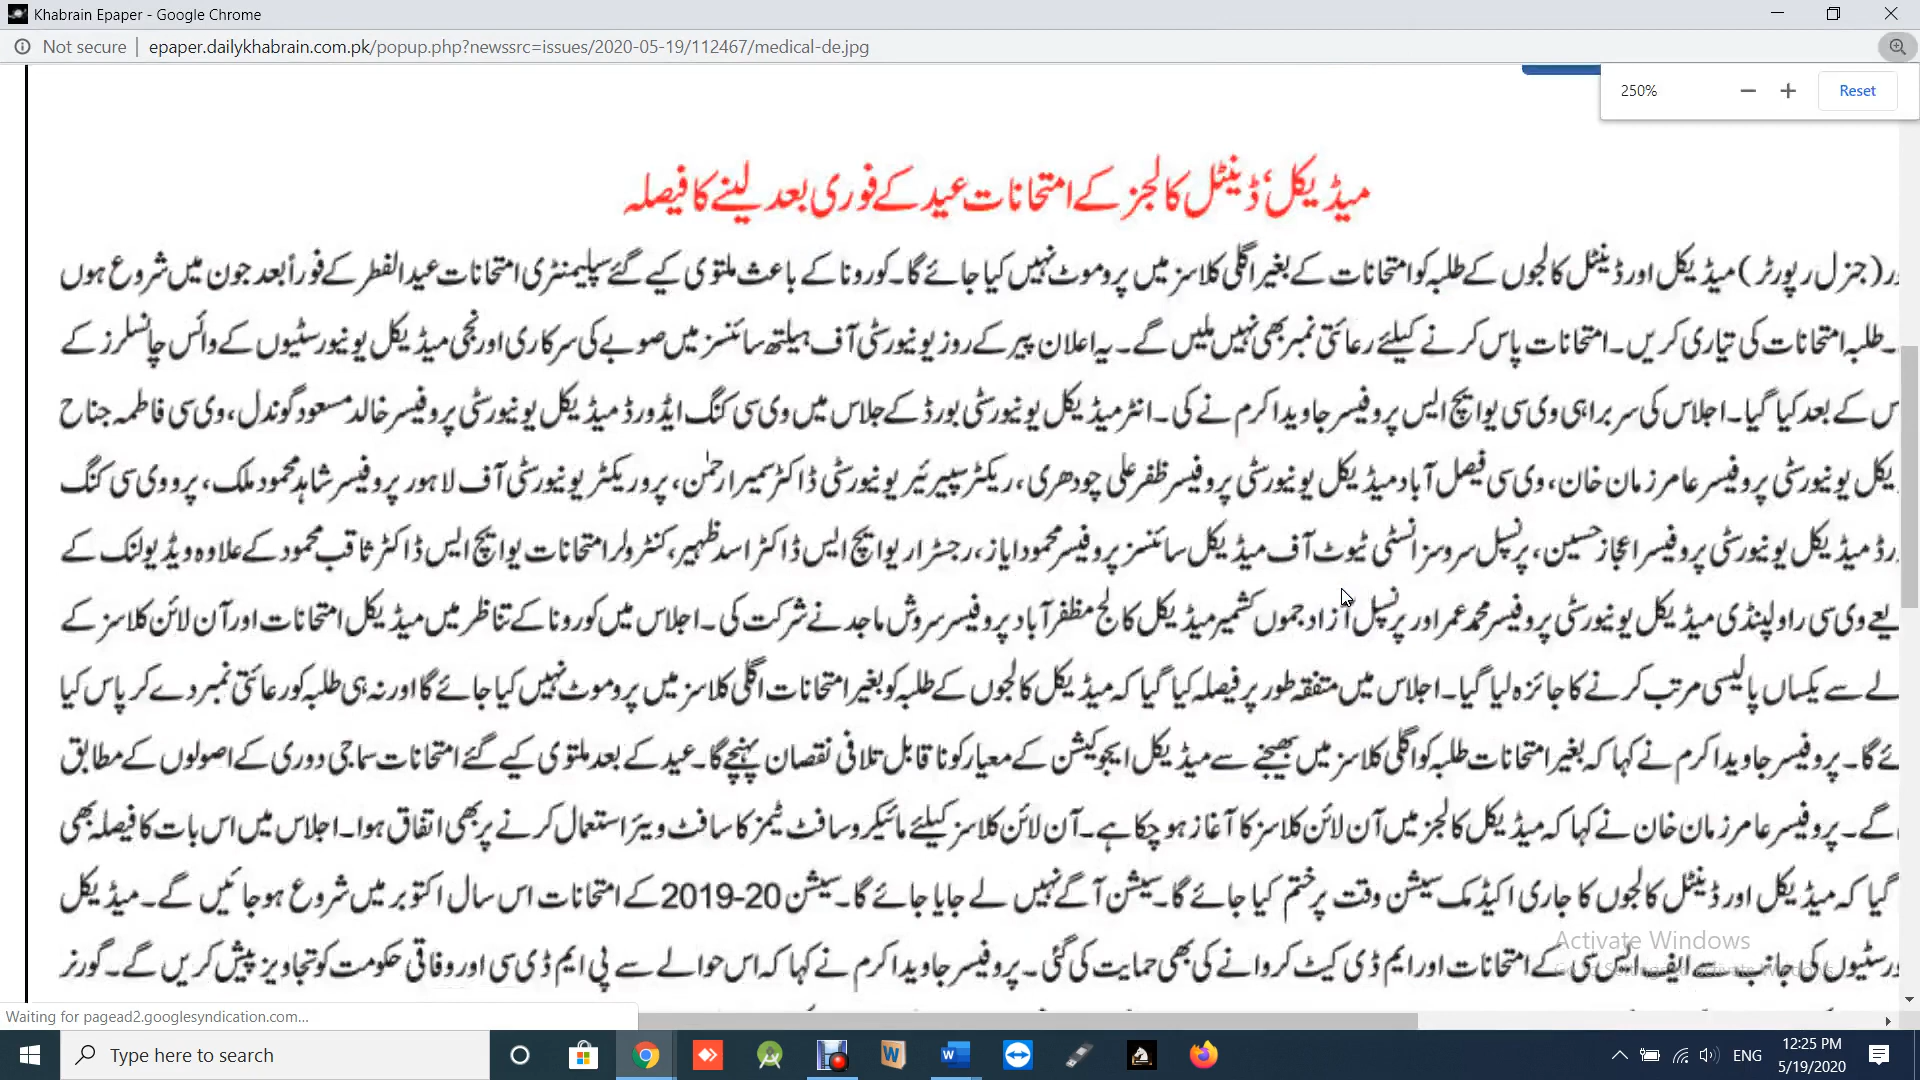 Khabrain Epaper - Google Chrome
Not secure | epaper.dailykhabrain.com.pk/popup.php?newssrc=issues/2020-05-19/112467/medical-de.jpg
250% Reset
میڈیکل‘ ڈینٹل کالجز کے امتحانات عید کے فوری بعد لینے کا فیصلہ
ور (جنرل رپورٹر) میڈیکل اور ڈینٹل کالجوں کے طلبہ کو امتحانات کے بغیر اگلی کلاسز میں پروموٹ نہیں کیا جائے گا۔ کورونا کے باعث ملتوی کیے گئے سپلیمنٹری امتحانات عیدالفطر کے فوراً بعد جون میں شروع ہوں
۔ طلبہ امتحانات کی تیاری کریں۔ امتحانات پاس کرنے کیلئے رعائتی نمبر بھی نہیں ملیں گے۔ یہ اعلان پیر کے روز یونیورسٹی آف ہیلتھ سائنسز میں صوبے کی سرکاری اور نجی میڈیکل یونیورسٹیوں کے وائس چانسلرز کے
س کے بعد کیا گیا۔ اجلاس کی سربراہی وی سی یو ایچ ایس پروفیسر جاوید اکرم نے کی۔ انٹر میڈیکل یونیورسٹی بورڈ کے جلاس میں وی سی کنگ ایڈورڈ میڈیکل یونیورسٹی پروفیسر خالد مسعود گوندل، وی سی فاطمہ جناح
یکل یونیورسٹی پروفیسر عامر زمان خان، وی سی فیصل آباد میڈیکل یونیورسٹی پروفیسر ظفر علی چودھری، ریکٹر سپیرئیر یونیورسٹی ڈاکٹر سمیرا رحمٰن، پرو ریکٹر یونیورسٹی آف لاہور پروفیسر شاہد محمود ملک، پرو وی سی کنگ
رڈ میڈیکل یونیورسٹی پروفیسر اعجاز حسین، پرنسپل سروسز انسٹی ٹیوٹ آف میڈیکل سائنسز پروفیسر محمود ایاز، رجسٹرار یو ایچ ایس ڈاکٹر اسد ظہیر، کنٹرولر امتحانات یو ایچ ایس ڈاکٹر ثاقب محمود کے علاوہ ویڈیو لنک کے
یعے وی سی راولپنڈی میڈیکل یونیورسٹی پروفیسر محمد عمر اور پرنسپل آزاد جموں کشمیر میڈیکل کالج مظفر آباد پروفیسر سروش ماجد نے شرکت کی۔ اجلاس میں کورونا کے تناظر میں میڈیکل امتحانات اور آن لائن کلاسز کے
لے سے یکساں پالیسی مرتب کرنے کا جائزہ لیا گیا۔ اجلاس میں متفقہ طور پر فیصلہ کیا گیا کہ میڈیکل کالجوں کے طلبہ کو بغیر امتحانات اگلی کلاسز میں پروموٹ نہیں کیا جائے گا اور نہ ہی طلبہ کو رعائتی نمبر دے کر پاس کیا
ئے گا۔ پروفیسر جاوید اکرم نے کہا کہ بغیر امتحانات طلبہ کو اگلی کلاسز میں بھیجنے سے میڈیکل ایجوکیشن کے معیار کو ناقابل تلافی نقصان پہنچے گا۔ عید کے بعد ملتوی کیے گئے امتحانات سماجی دوری کے اصولوں کے مطابق
گے۔ پروفیسر عامر زمان خان نے کہا کہ میڈیکل کالجز میں آن لائن کلاسز کا آغاز ہو چکا ہے۔ آن لائن کلاسز کیلئے مائیکروسافٹ ٹیمز کا سافٹ ویئر استعمال کرنے پر بھی اتفاق ہوا۔ اجلاس میں اس بات کا فیصلہ بھی
گیا کہ میڈیکل اور ڈینٹل کالجوں کا جاری اکیڈمک سیشن وقت پر ختم کیا جائے گا۔ سیشن آگے نہیں لے جایا جائے گا۔ سیشن 2019-20 کے امتحانات اس سال اکتوبر میں شروع ہو جائیں گے۔ میڈیکل
ورسٹیوں کی جانب سے ایف ایس سی کے امتحانات اور ایم ڈی کیٹ کروانے کی بھی حمایت کی گئی۔ پروفیسر جاوید اکرم نے کہا کہ اس حوالے سے پی ایم ڈی سی اور وفاقی حکومت کو تجاویز پیش کریں گے۔ گورنر
Activate Windows
Go to Settings to activate Windows.
Waiting for pagead2.googlesyndication.com...
Type here to search
ENG
12:25 PM
5/19/2020